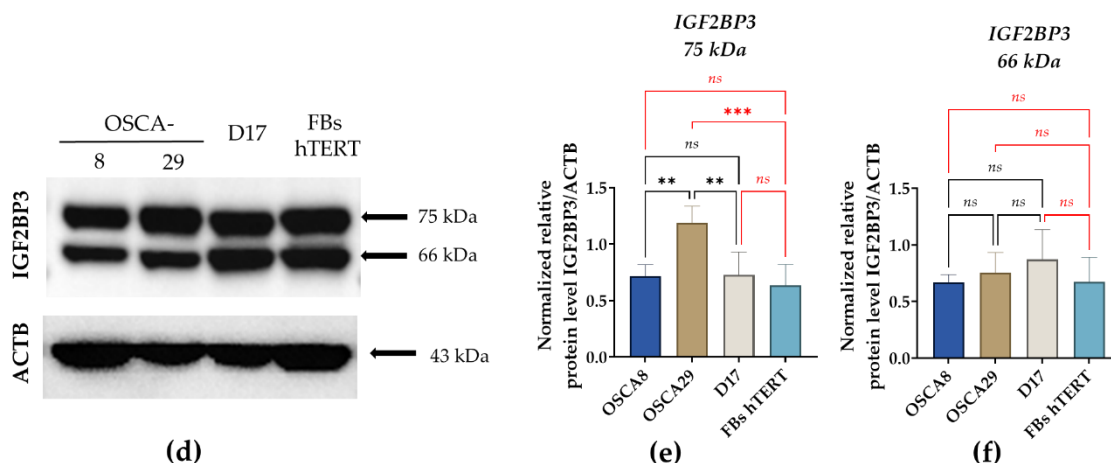 OSCA-
8
29
D17
FBs
hTERT
IGF2BP3
75 kDa
66 kDa
ACTB
43 kDa
(d)
IGF2BP3
75 kDa
ns
***
ns
**
**
ns
Normalized relative
protein level IGF2BP3/ACTB
1.5
1.0
0.5
0.0
OSCA8
OSCA29
D17
FBs hTERT
(e)
IGF2BP3
66 kDa
ns
ns
ns
ns
ns
ns
Normalized relative
protein level IGF2BP3/ACTB
1.5
1.0
0.5
0.0
OSCA8
OSCA29
D17
FBs hTERT
(f)